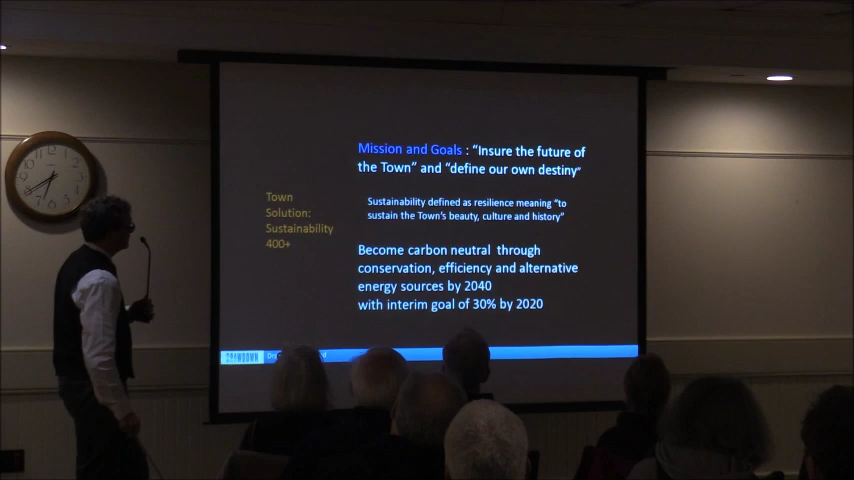 Mission and Goals : “Insure the future of
the Town” and “define our own destiny”
Sustainability defined as resilience meaning “to
sustain the Town’s beauty, culture and history”
Town
Solution:
Sustainability
400+
Become carbon neutral through
conservation, efficiency and alternative
energy sources by 2040
with interim goal of 30% by 2020
DRAWDOWN